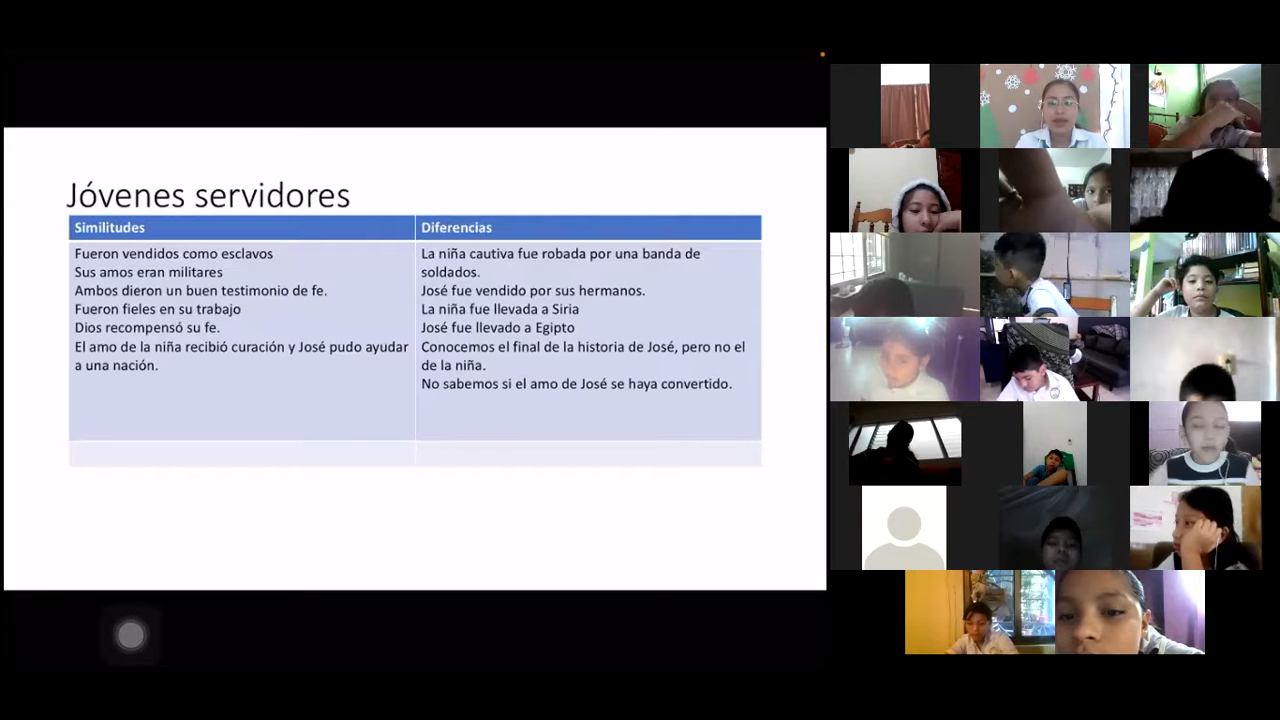 Jóvenes servidores
Similitudes
Fueron vendidos como esclavos
Sus amos eran militares
Ambos dieron un buen testimonio de fe.
Fueron fieles en su trabajo
Dios recompensó su fe.
El amo de la niña recibió curación y José pudo ayudar
a una nación.
Diferencias
La niña cautiva fue robada por una banda de
soldados.
José fue vendido por sus hermanos.
La niña fue llevada a Siria
José fue llevado a Egipto
Conocemos el final de la historia de José, pero no el
de la niña.
No sabemos si el amo de José se haya convertido.